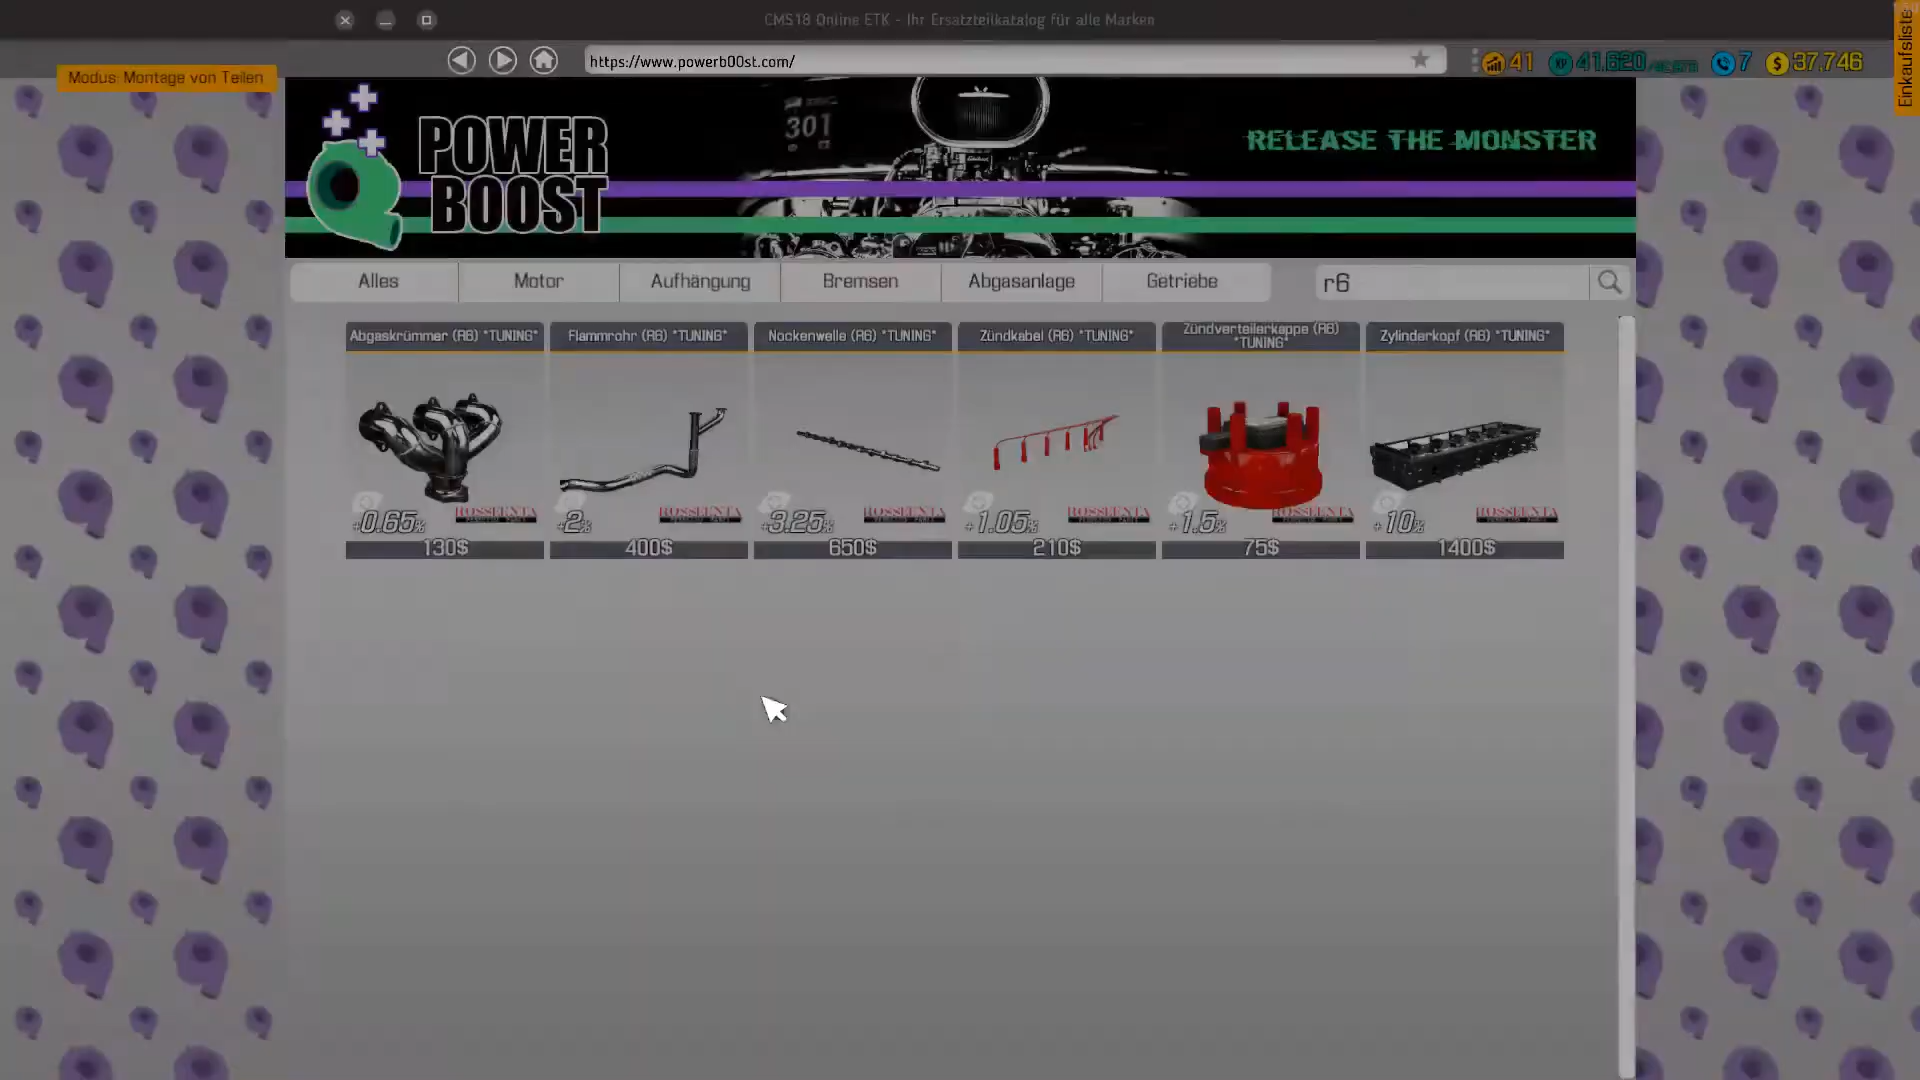 CMS18 Online ETK - Ihr Ersatzteilkatalog für alle Marken
Einkaufsliste
https://www.powerb00st.com/
41
41,620
7
37,746
Modus: Montage von Teilen
POWER
BOOST
301
RELEASE THE MONSTER
Alles
Motor
Aufhängung
Bremsen
Abgasanlage
Getriebe
r6
Abgaskrümmer (R6) "TUNING"
Flammrohr (R6) "TUNING"
Nockenwelle (R6) "TUNING"
Zündkabel (R6) "TUNING"
Zündverteilerkappe (R6)
"TUNING"
Zylinderkopf (R6) "TUNING"
+0.65%
+2%
+3.25%
+1.05%
+1.5%
+10%
130$
400$
650$
210$
75$
1400$